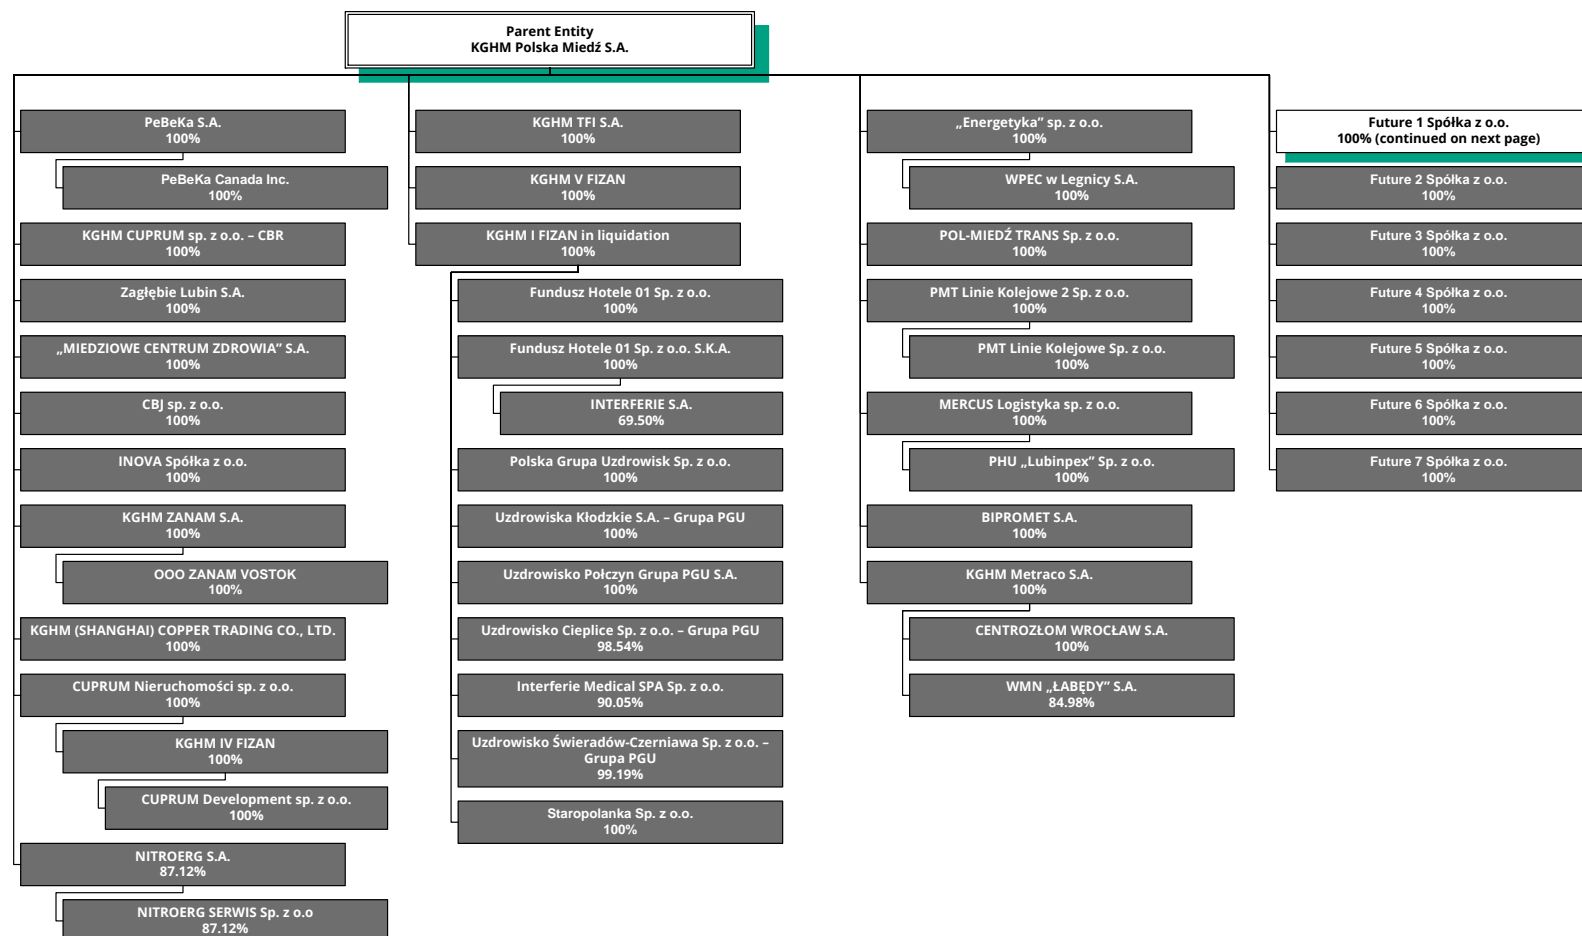 Parent Entity
KGHM Polska Miedź S.A.
PeBeKa S.A.
100%
PeBeKa Canada Inc.
100%
KGHM CUPRUM sp. z o.o. – CBR
100%
Zagłębie Lubin S.A.
100%
„MIEDZIOWE CENTRUM ZDROWIA” S.A.
100%
CBJ sp. z o.o.
100%
INOVA Spółka z o.o.
100%
KGHM ZANAM S.A.
100%
OOO ZANAM VOSTOK
100%
KGHM (SHANGHAI) COPPER TRADING CO., LTD.
100%
CUPRUM Nieruchomości sp. z o.o.
100%
KGHM IV FIZAN
100%
CUPRUM Development sp. z o.o.
100%
NITROERG S.A.
87.12%
NITROERG SERWIS Sp. z o.o
87.12%
KGHM TFI S.A.
100%
KGHM V FIZAN
100%
KGHM I FIZAN in liquidation
100%
Fundusz Hotele 01 Sp. z o.o.
100%
Fundusz Hotele 01 Sp. z o.o. S.K.A.
100%
INTERFERIE S.A.
69.50%
Polska Grupa Uzdrowisk Sp. z o.o.
100%
Uzdrowiska Kłodzkie S.A. – Grupa PGU
100%
Uzdrowisko Połczyn Grupa PGU S.A.
100%
Uzdrowisko Cieplice Sp. z o.o. – Grupa PGU
98.54%
Interferie Medical SPA Sp. z o.o.
90.05%
Uzdrowisko Świeradów-Czerniawa Sp. z o.o. –
Grupa PGU
99.19%
Staropolanka Sp. z o.o.
100%
„Energetyka” sp. z o.o.
100%
WPEC w Legnicy S.A.
100%
POL-MIEDŹ TRANS Sp. z o.o.
100%
PMT Linie Kolejowe 2 Sp. z o.o.
100%
PMT Linie Kolejowe Sp. z o.o.
100%
MERCUS Logistyka sp. z o.o.
100%
PHU „Lubinpex” Sp. z o.o.
100%
BIPROMET S.A.
100%
KGHM Metraco S.A.
100%
CENTROZŁOM WROCŁAW S.A.
100%
WMN „ŁABĘDY” S.A.
84.98%
Future 1 Spółka z o.o.
100% (continued on next page)
Future 2 Spółka z o.o.
100%
Future 3 Spółka z o.o.
100%
Future 4 Spółka z o.o.
100%
Future 5 Spółka z o.o.
100%
Future 6 Spółka z o.o.
100%
Future 7 Spółka z o.o.
100%